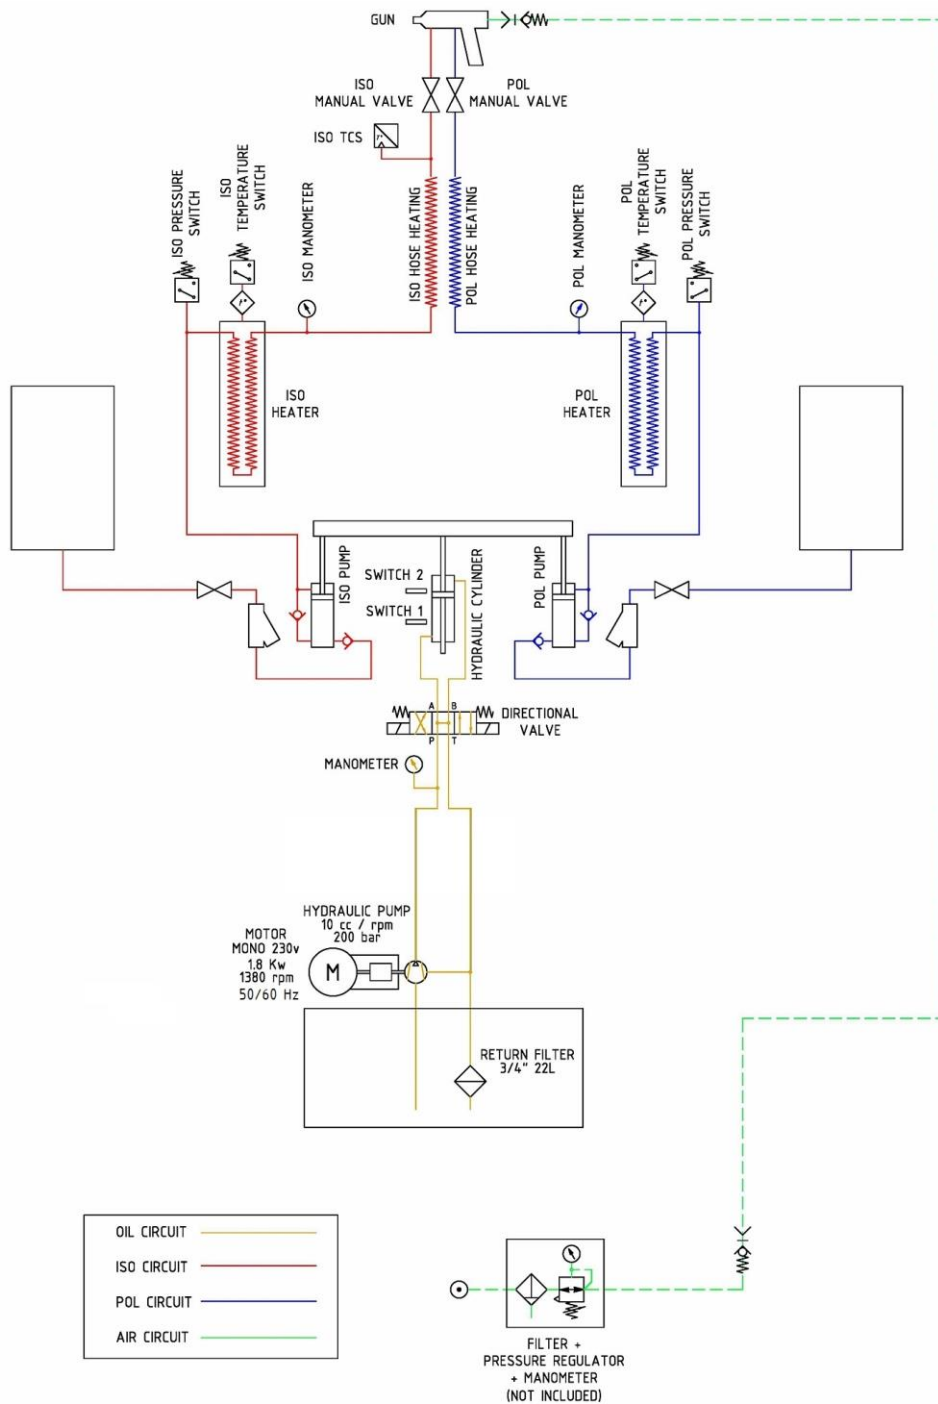 GUN
ISO
MANUAL VALVE
POL
MANUAL VALVE
ISO TCS
ISO PRESSURE
SWITCH
ISO
TEMPERATURE
SWITCH
ISO MANOMETER
ISO HOSE HEATING
POL HOSE HEATING
POL MANOMETER
POL
TEMPERATURE
SWITCH
POL PRESSURE
SWITCH
ISO
HEATER
POL
HEATER
ISO PUMP
SWITCH 2
SWITCH 1
HYDRAULIC CYLINDER
POL PUMP
A B
P T
DIRECTIONAL
VALVE
MANOMETER
HYDRAULIC PUMP
10 cc / rpm
200 bar
MOTOR
MONO 230v
1.8 Kw
1380 rpm
50/60 Hz
M
RETURN FILTER
3/4" 22L
OIL CIRCUIT
ISO CIRCUIT
POL CIRCUIT
AIR CIRCUIT
FILTER +
PRESSURE REGULATOR
+ MANOMETER
(NOT INCLUDED)